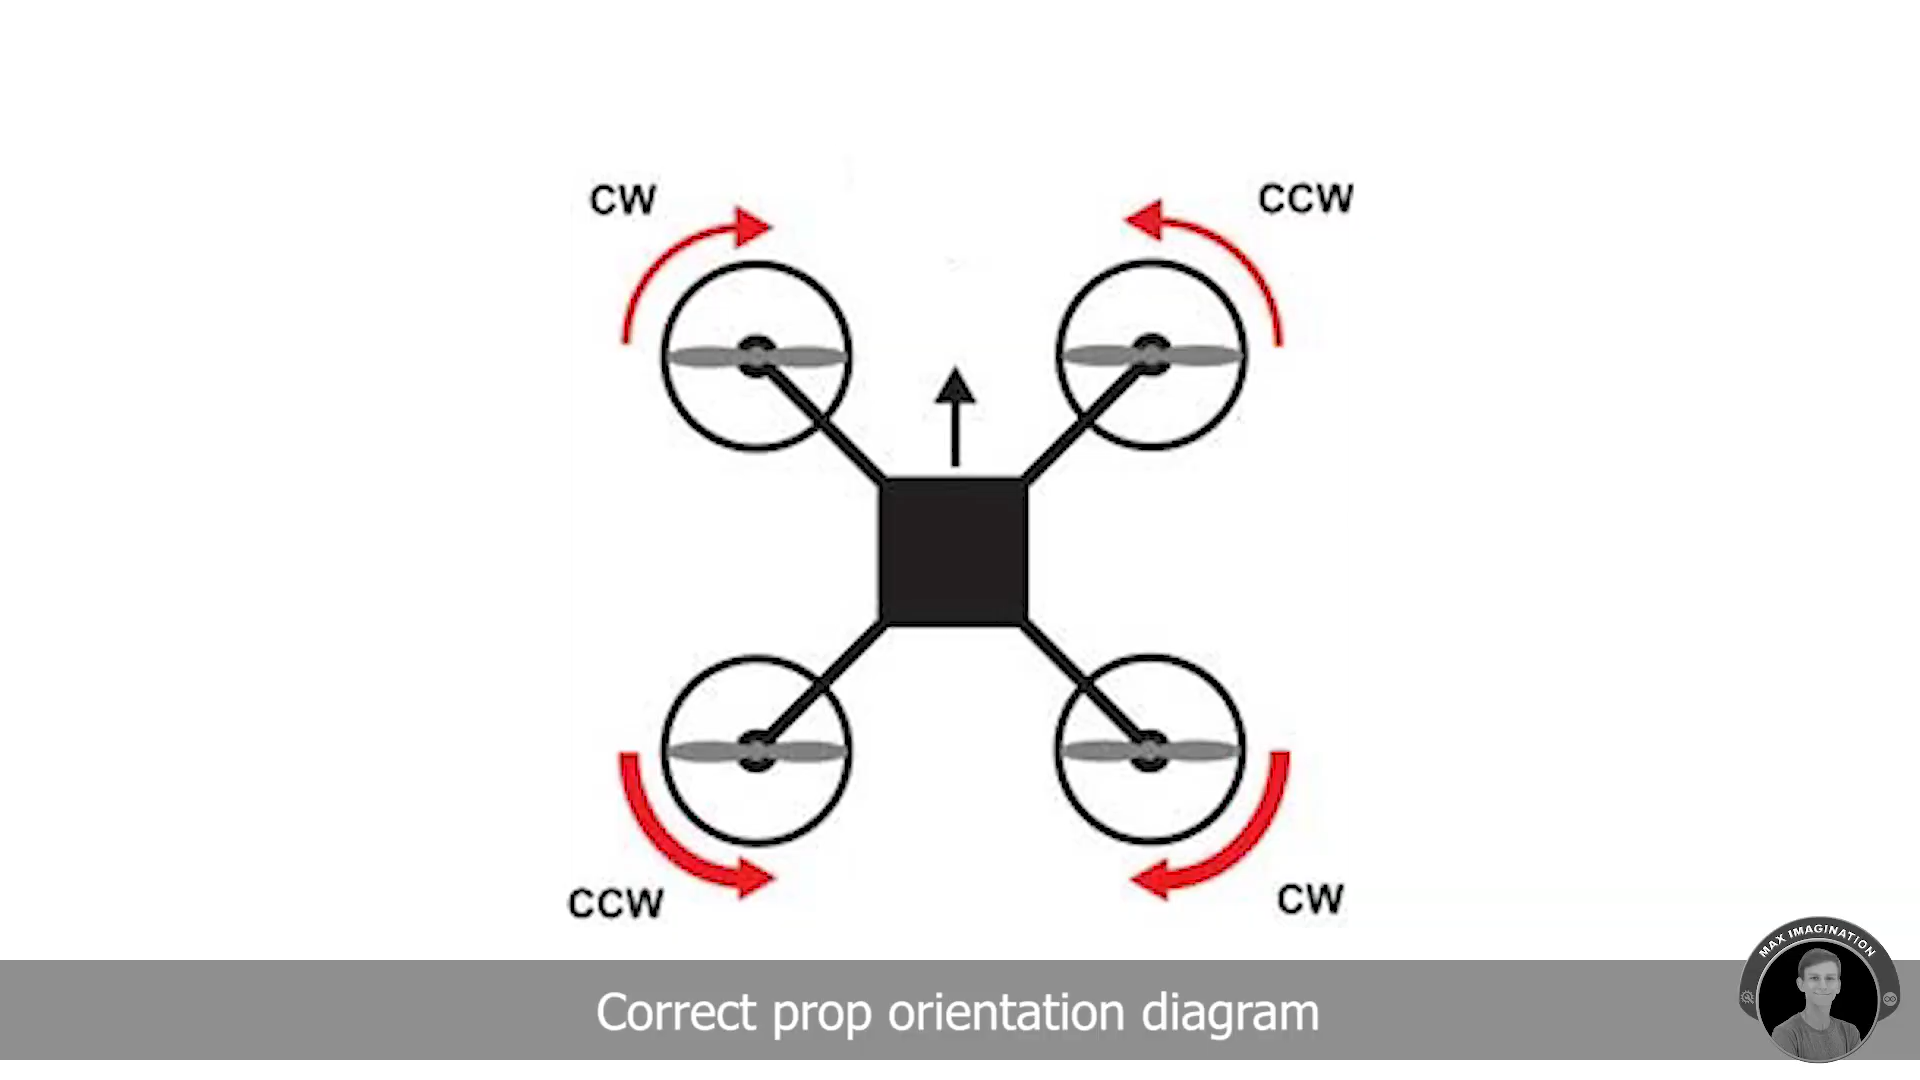 CW
CCW
CCW
CW
MAX IMAGINATION
Correct prop orientation diagram